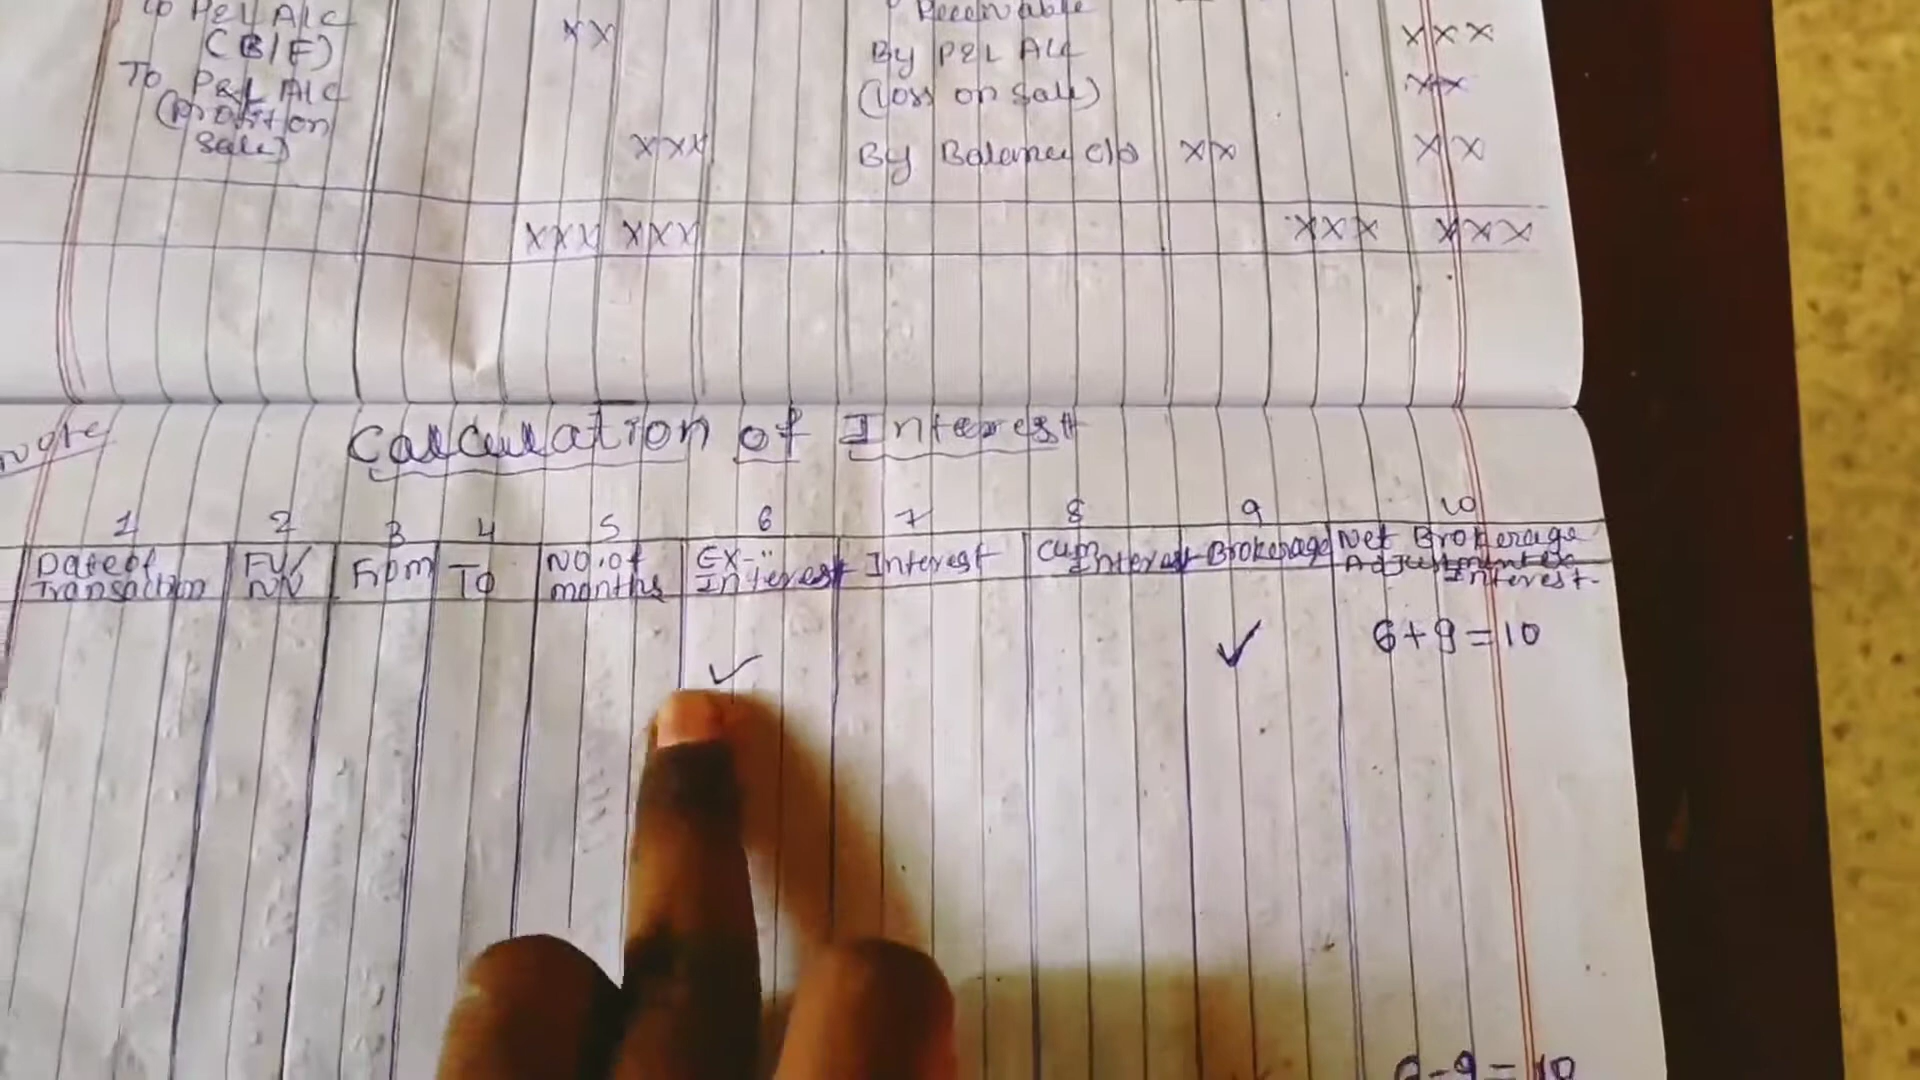 To P&L A/C
(B/F)
XX
To P&L A/C
(Profit on
sale)
XXX
XXX XXX
Receivable
XXX
By P&L A/C
(Loss on sale)
XX
By Balance c/d XX XX
XXX XXX
Note
Calculation of Interest
1 2 3 4 5 6 7 8 9 10
Date of Transaction
FV/ NV
From
To
No. of months
Ex- Interest
Interest
Cum Interest
Brokerage
Net Brokerage
Interest
6+9=10
-9=10